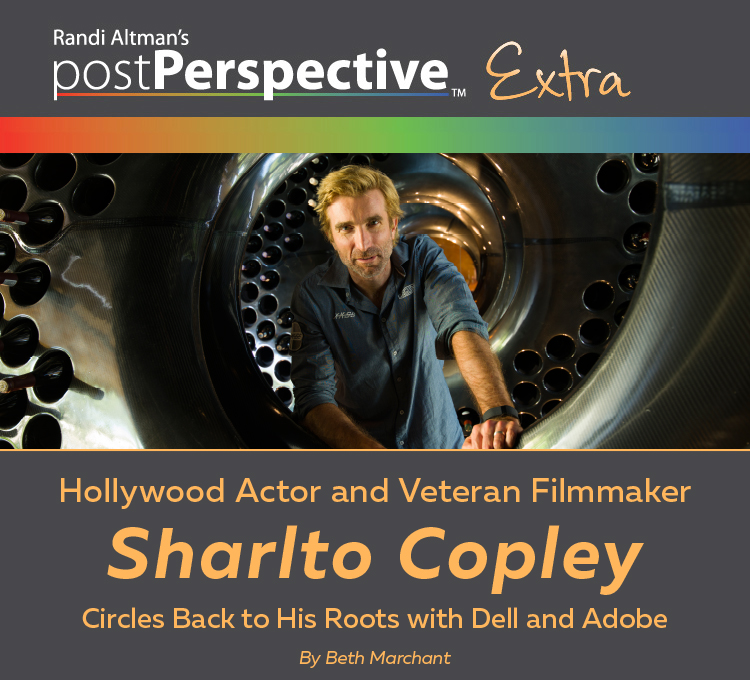 Randi Altman's
postPerspective™ Extra
Hollywood Actor and Veteran Filmmaker
Sharlto Copley
Circles Back to His Roots with Dell and Adobe
By Beth Marchant